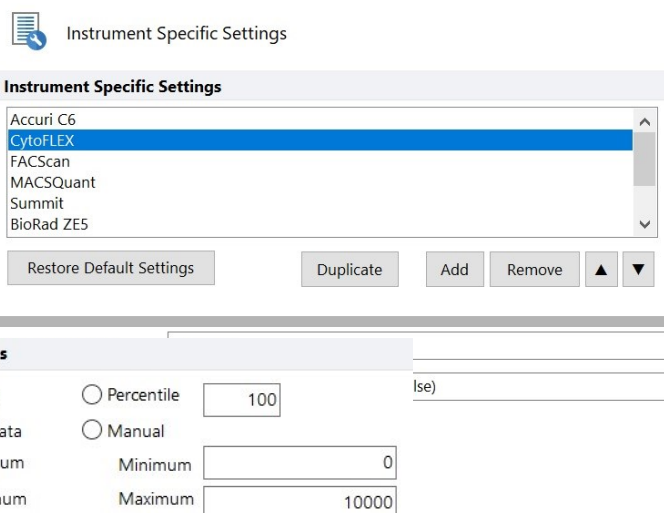 Instrument Specific Settings
Instrument Specific Settings
Accuri C6
CytoFLEX
FACScan
MACSQuant
Summit
BioRad ZE5
Restore Default Settings Duplicate Add Remove ▲ ▼
s
Percentile 100 lse)
ata Manual
um Minimum 0
num Maximum 10000